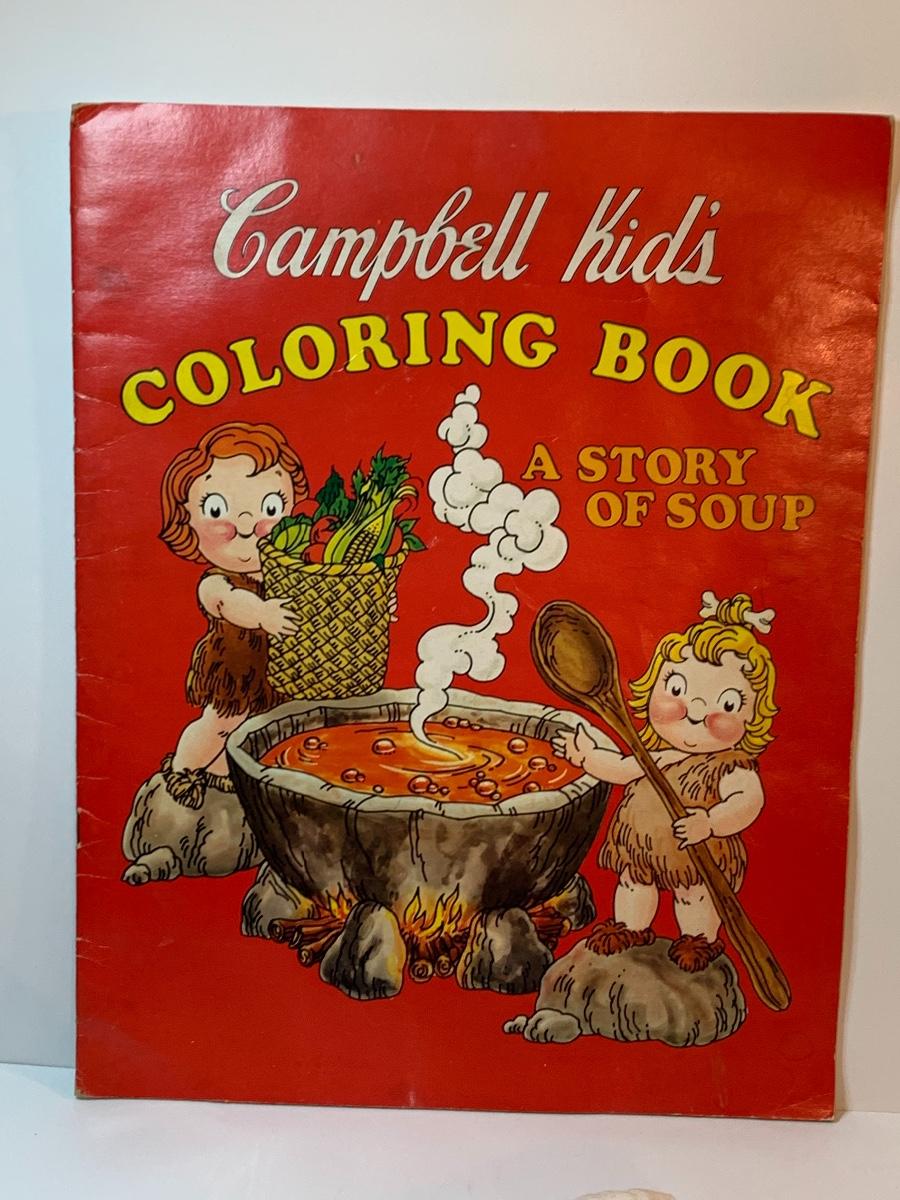 Campbell Kid's
COLORING BOOK
A STORY
OF SOUP